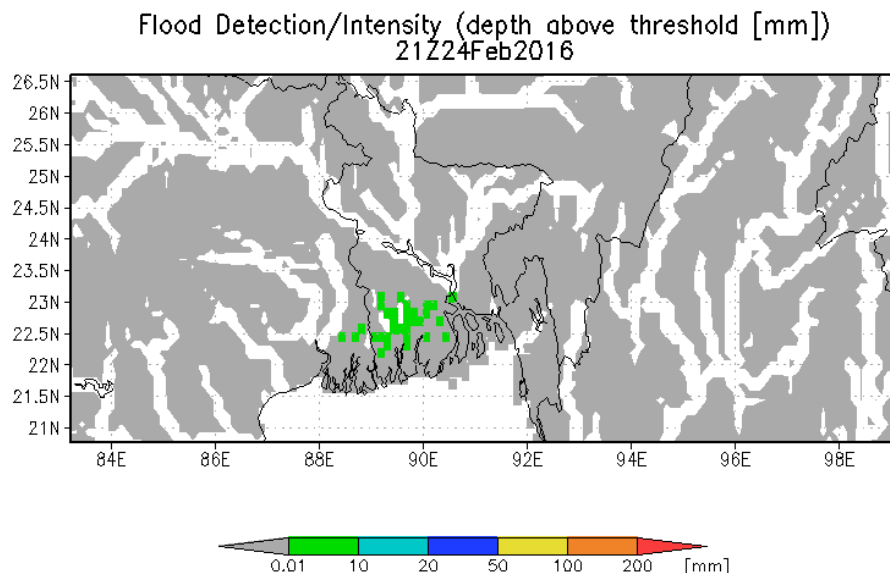 Flood Detection/Intensity (depth above threshold [mm])
21Z24Feb2016
26.5N
26N
25.5N
25N
24.5N
24N
23.5N
23N
22.5N
22N
21.5N
21N
84E 86E 88E 90E 92E 94E 96E 98E
0.01 10 20 50 100 200 [mm]